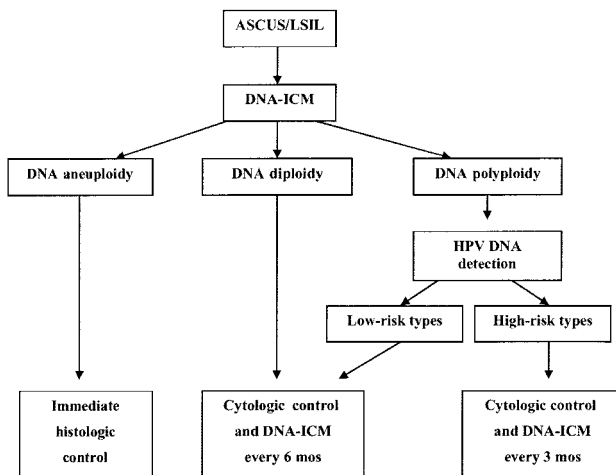 ASCUS/LSIL
DNA-ICM
DNA aneuploidy
DNA diploidy
DNA polyploidy
HPV DNA
detection
Low-risk types
High-risk types
Immediate
histologic
control
Cytologic control
and DNA-ICM
every 6 mos
Cytologic control
and DNA-ICM
every 3 mos